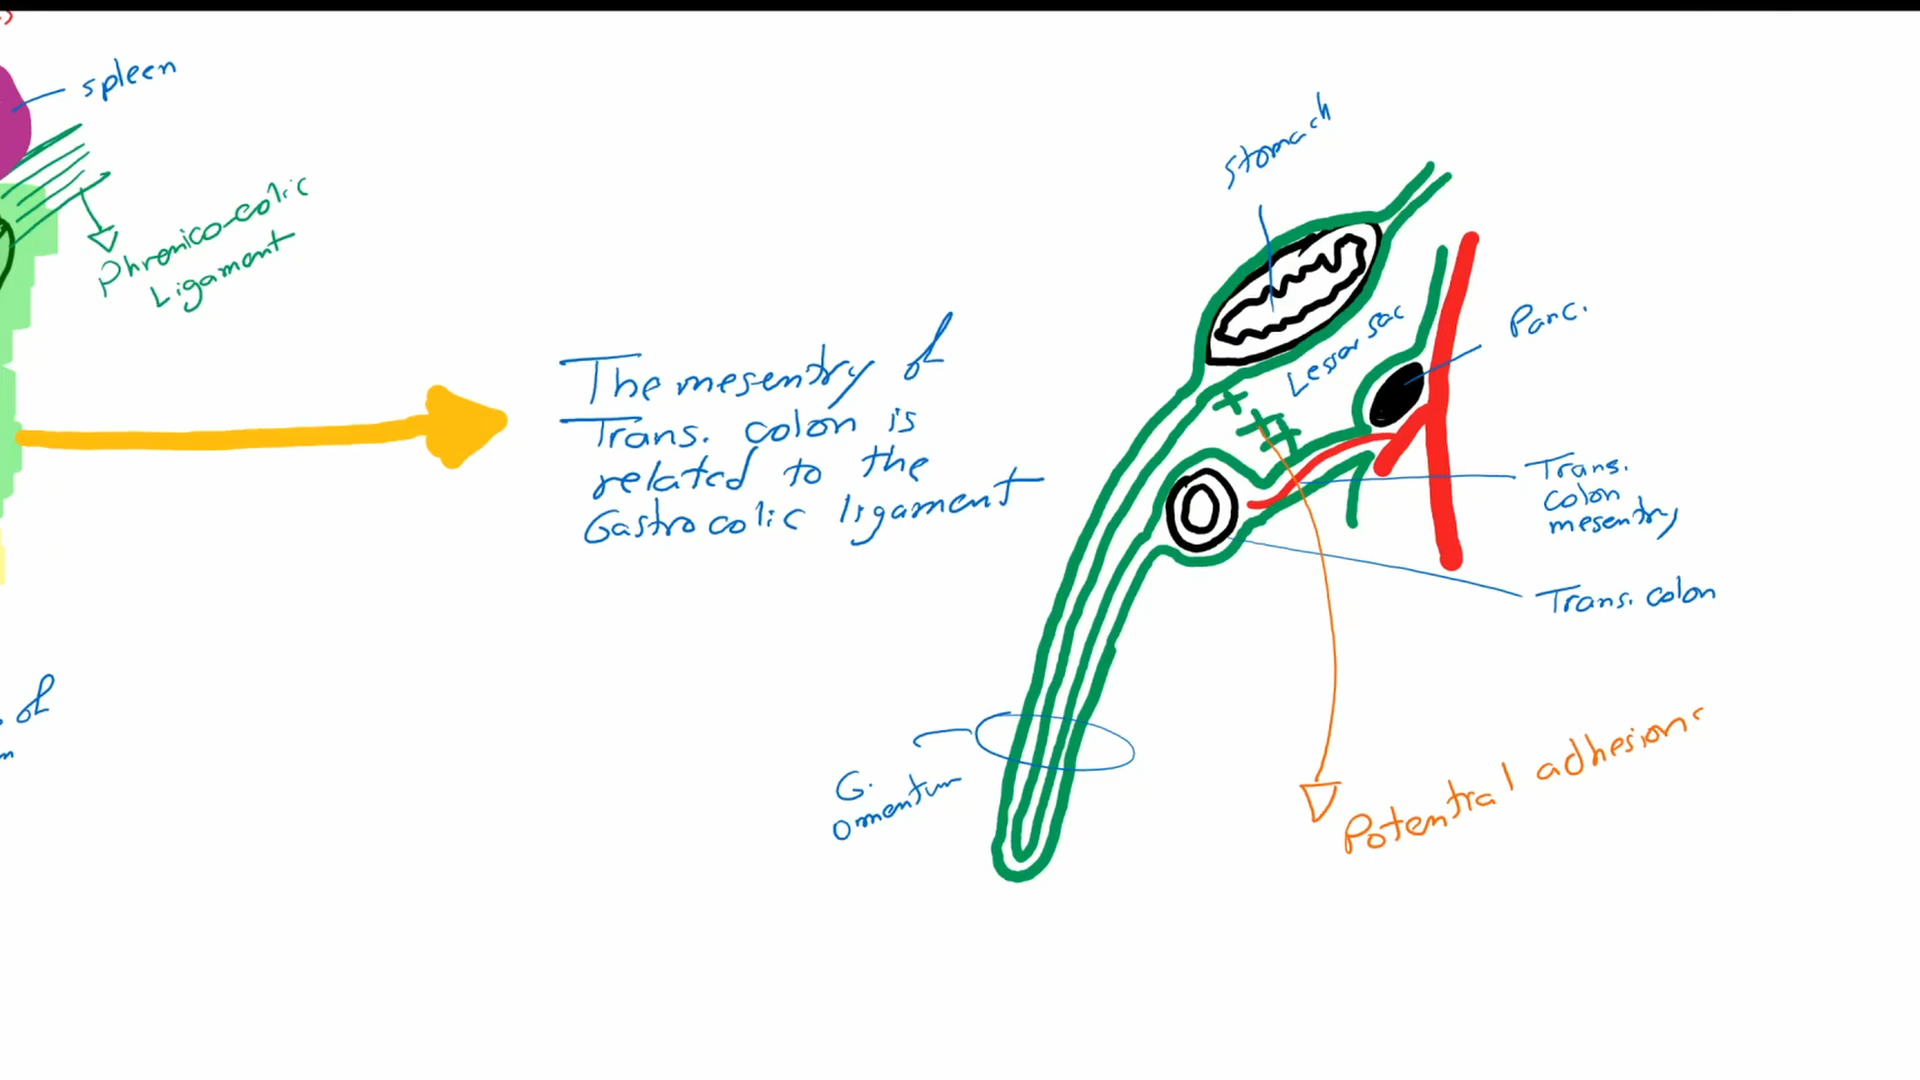 spleen
Phrenico-colic
Ligament
The mesentry of
Trans. colon is
related to the
Gastrocolic ligament
of
stomach
Lesser sac
Panc.
Trans.
colon
mesentry
Trans. colon
G.
omentum
Potential adhesions